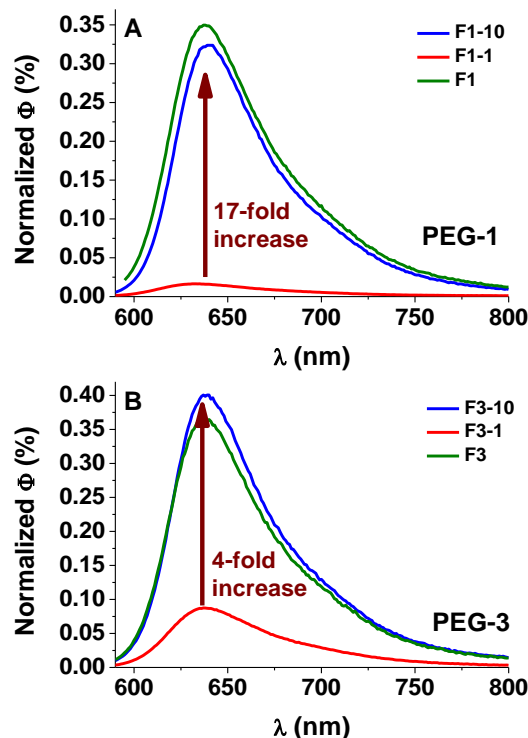 A
F1-10
F1-1
F1
Normalized Φ (%)
0.35
0.30
0.25
0.20
0.15
0.10
0.05
0.00
17-fold
increase
PEG-1
600
650
700
750
800
λ (nm)
B
F3-10
F3-1
F3
Normalized Φ (%)
0.40
0.35
0.30
0.25
0.20
0.15
0.10
0.05
0.00
4-fold
increase
PEG-3
600
650
700
750
800
λ (nm)